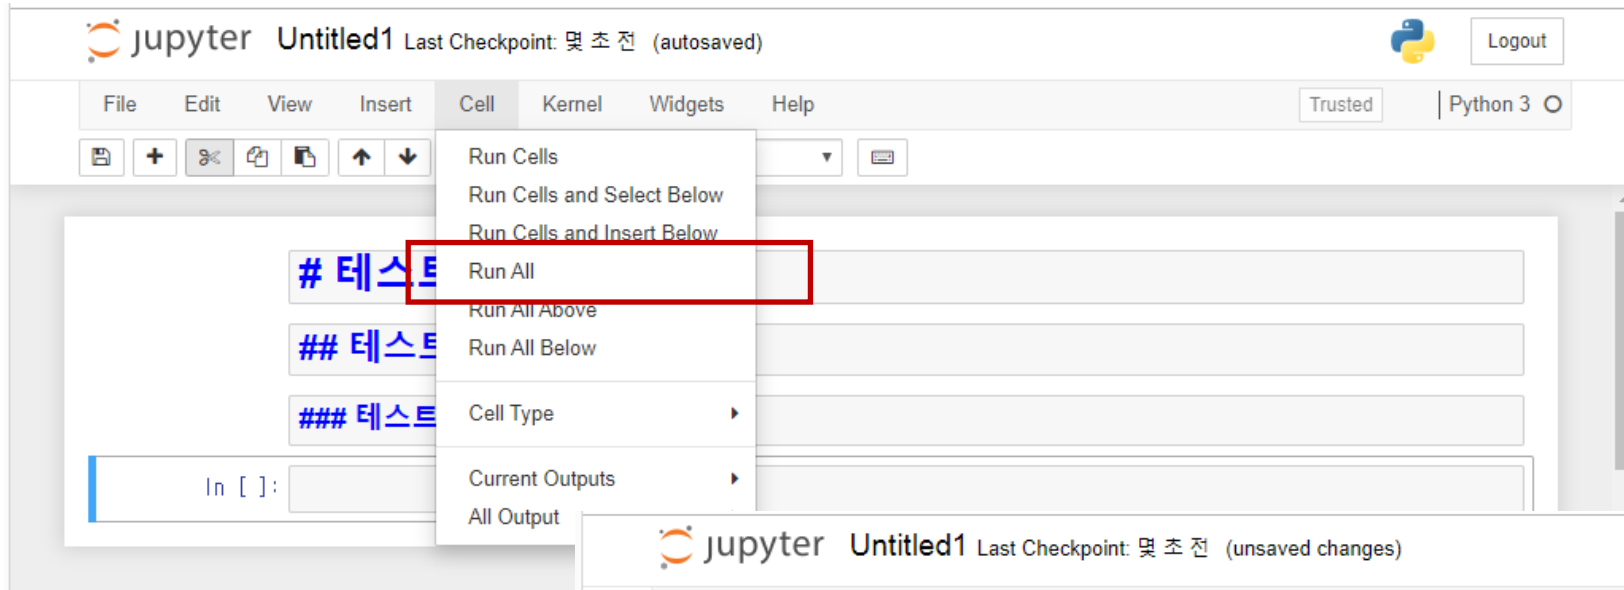 jupyter Untitled1 Last Checkpoint: 몇 초 전 (autosaved)
Logout
File Edit View Insert Cell Kernel Widgets Help
Trusted
Python 3
Run Cells
Run Cells and Select Below
Run Cells and Insert Below
# 테스트
Run All
Run All Above
## 테스트
Run All Below
### 테스트
Cell Type
In [ ]:
Current Outputs
All Output
jupyter Untitled1 Last Checkpoint: 몇 초 전 (unsaved changes)